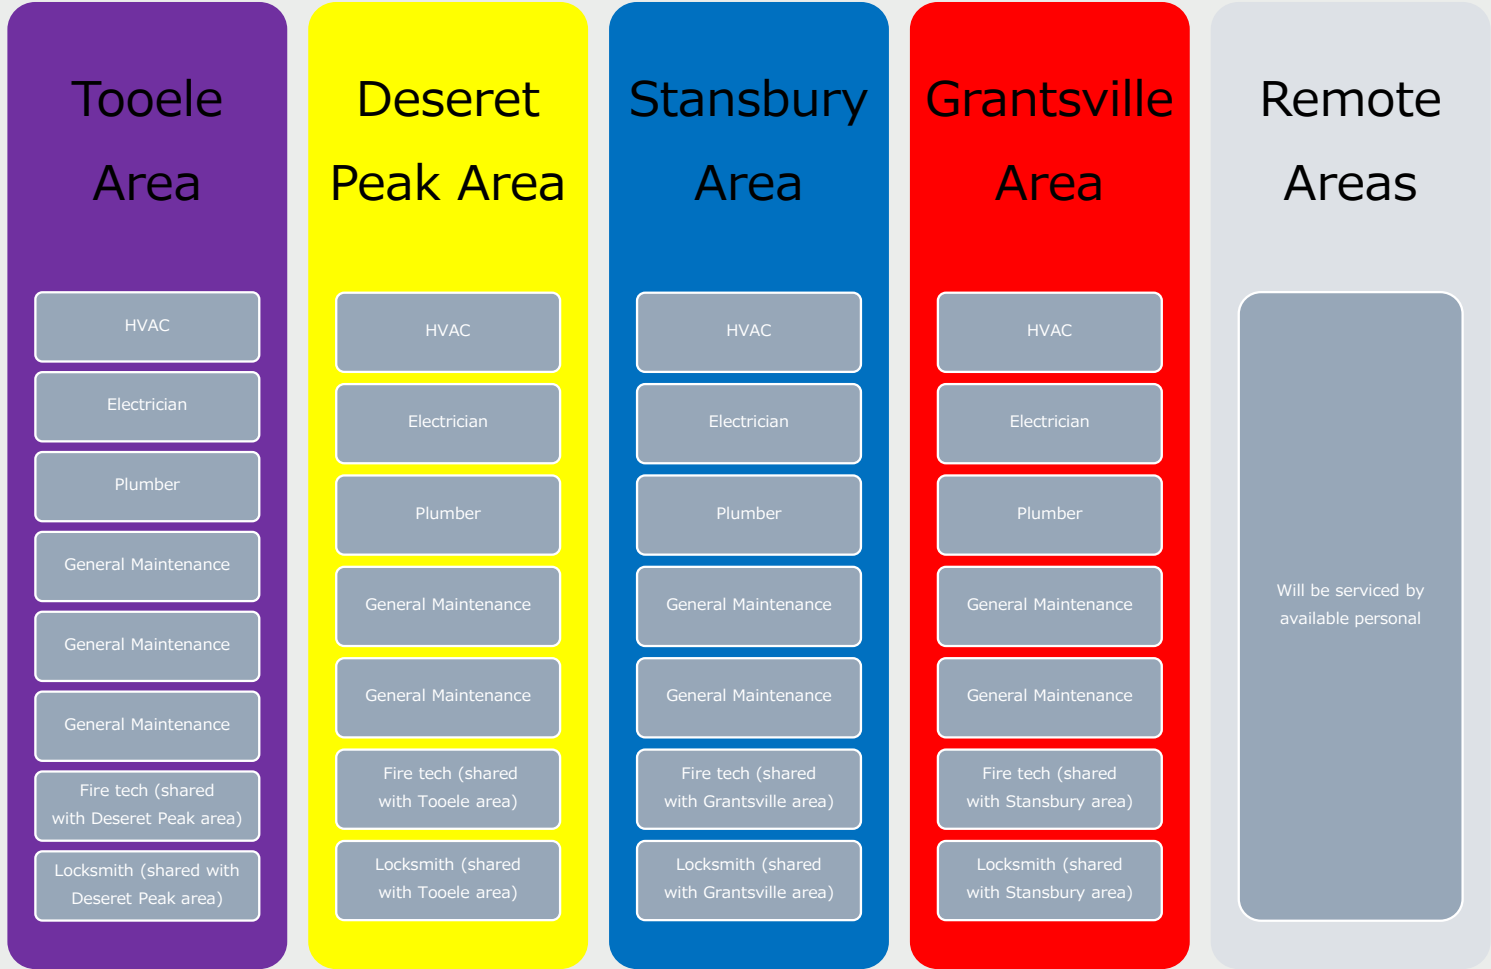 Tooele
Area
HVAC
Electrician
Plumber
General Maintenance
General Maintenance
General Maintenance
Fire tech (shared
with Deseret Peak area)
Locksmith (shared with
Deseret Peak area)
Deseret
Peak Area
HVAC
Electrician
Plumber
General Maintenance
General Maintenance
Fire tech (shared
with Tooele area)
Locksmith (shared
with Tooele area)
Stansbury
Area
HVAC
Electrician
Plumber
General Maintenance
General Maintenance
Fire tech (shared
with Grantsville area)
Locksmith (shared
with Grantsville area)
Grantsville
Area
HVAC
Electrician
Plumber
General Maintenance
General Maintenance
Fire tech (shared
with Stansbury area)
Locksmith (shared
with Stansbury area)
Remote
Areas
Will be serviced by
available personal